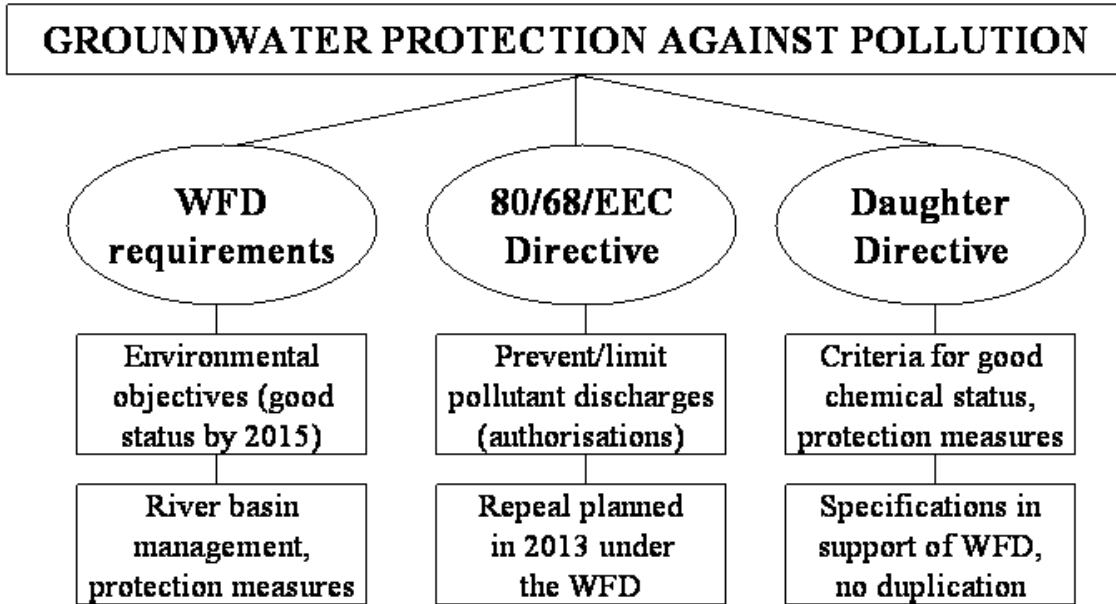 GROUNDWATER PROTECTION AGAINST POLLUTION
WFD
requirements
80/68/EEC
Directive
Daughter
Directive
Environmental
objectives (good
status by 2015)
Prevent/limit
pollutant discharges
(authorisations)
Criteria for good
chemical status,
protection measures
River basin
management,
protection measures
Repeal planned
in 2013 under
the WFD
Specifications in
support of WFD,
no duplication